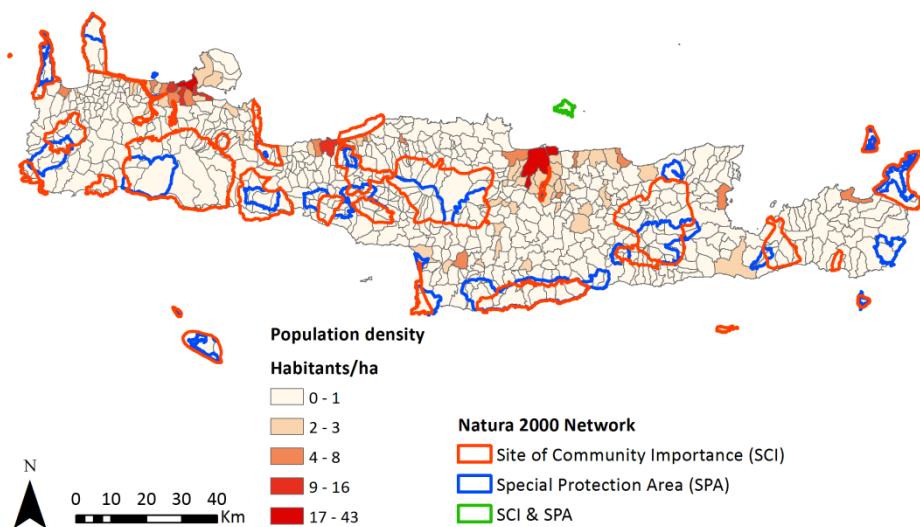 Population density
Habitants/ha
0 - 1
2 - 3
4 - 8
9 - 16
17 - 43
Natura 2000 Network
Site of Community Importance (SCI)
Special Protection Area (SPA)
SCI & SPA
N
0 10 20 30 40
Km